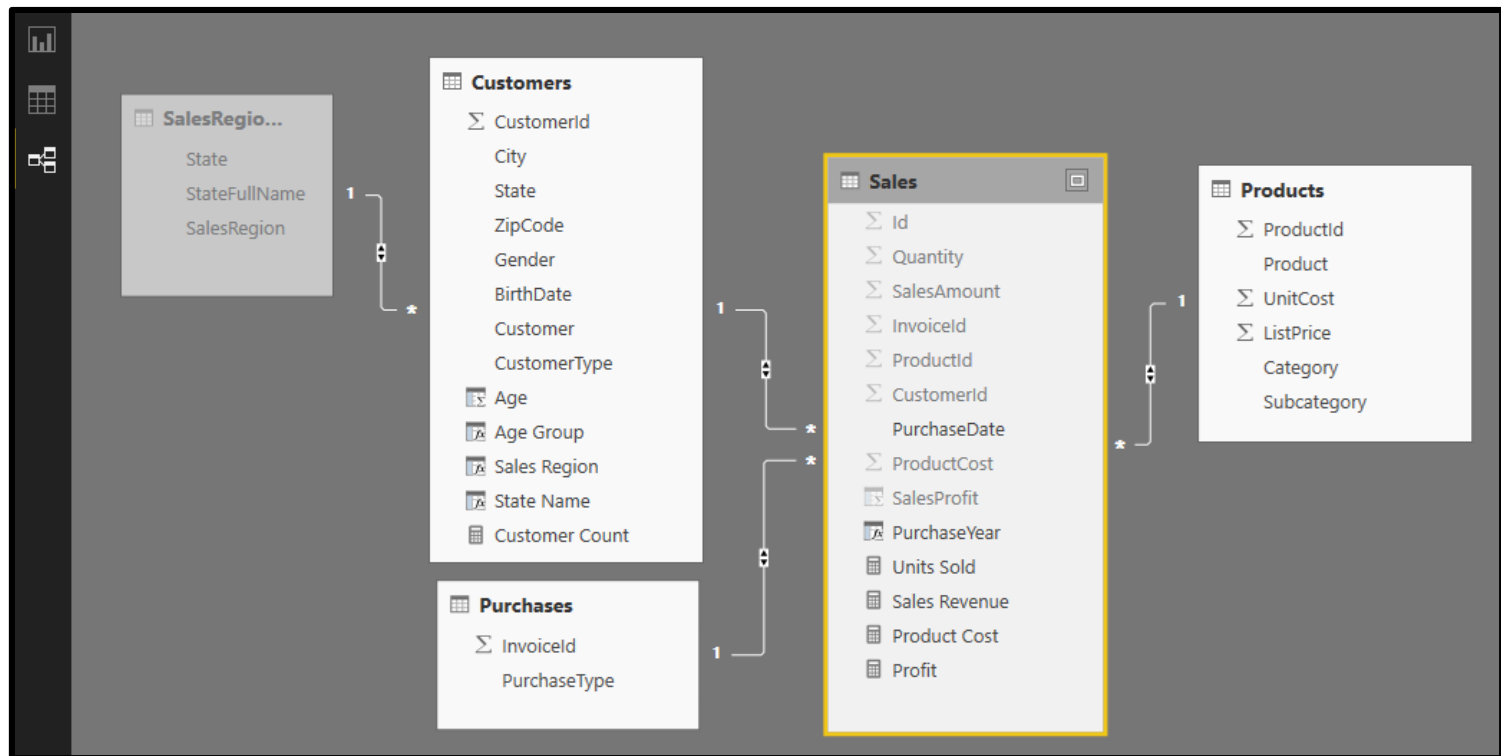 SalesRegio...
State
StateFullName
SalesRegion
1
*
Customers
Σ CustomerId
City
State
ZipCode
Gender
BirthDate
Customer
CustomerType
Age
Age Group
Sales Region
State Name
Customer Count
1
*
Purchases
Σ InvoiceId
PurchaseType
1
*
Sales
Σ Id
Σ Quantity
Σ SalesAmount
Σ InvoiceId
Σ ProductId
Σ CustomerId
PurchaseDate
Σ ProductCost
SalesProfit
PurchaseYear
Units Sold
Sales Revenue
Product Cost
Profit
*
1
Products
Σ ProductId
Product
Σ UnitCost
Σ ListPrice
Category
Subcategory